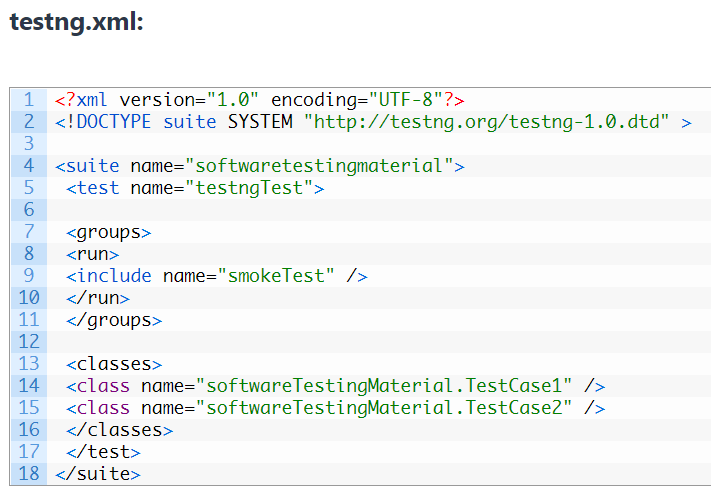 testng.xml:
1 <?xml version="1.0" encoding="UTF-8"?>
2 <!DOCTYPE suite SYSTEM "http://testng.org/testng-1.0.dtd" >
3
4 <suite name="softwaretestingmaterial">
5 <test name="testngTest">
6
7 <groups>
8 <run>
9 <include name="smokeTest" />
10 </run>
11 </groups>
12
13 <classes>
14 <class name="softwareTestingMaterial.TestCase1" />
15 <class name="softwareTestingMaterial.TestCase2" />
16 </classes>
17 </test>
18 </suite>